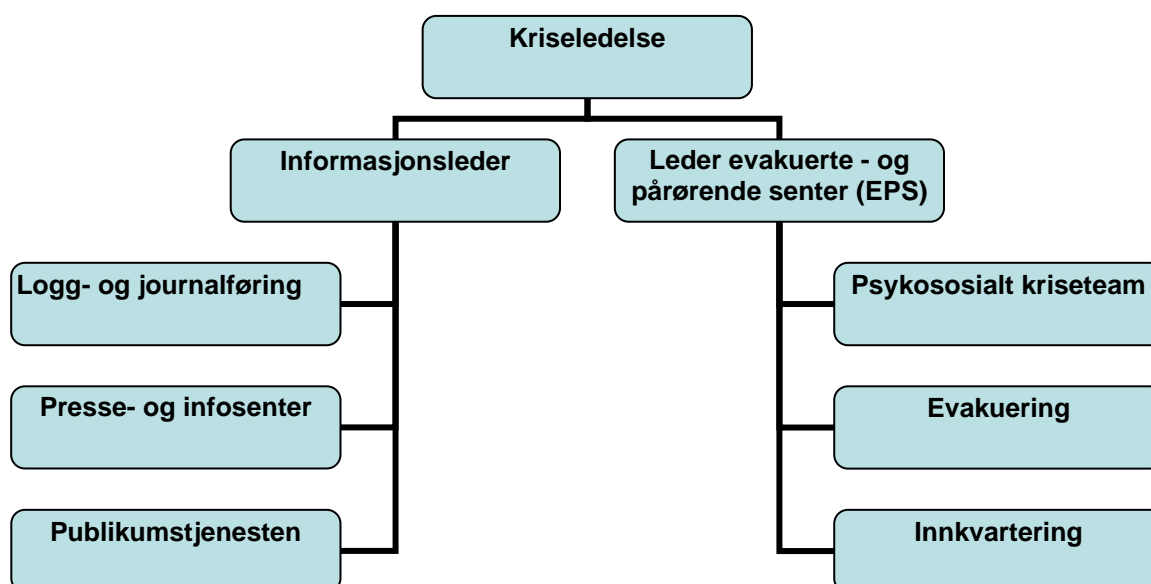 Kriseledelse
Informasjonsleder
Leder evakuerte - og
pårørende senter (EPS)
Logg- og journalføring
Psykososialt kriseteam
Presse- og infosenter
Evakuering
Publikumstjenesten
Innkvartering